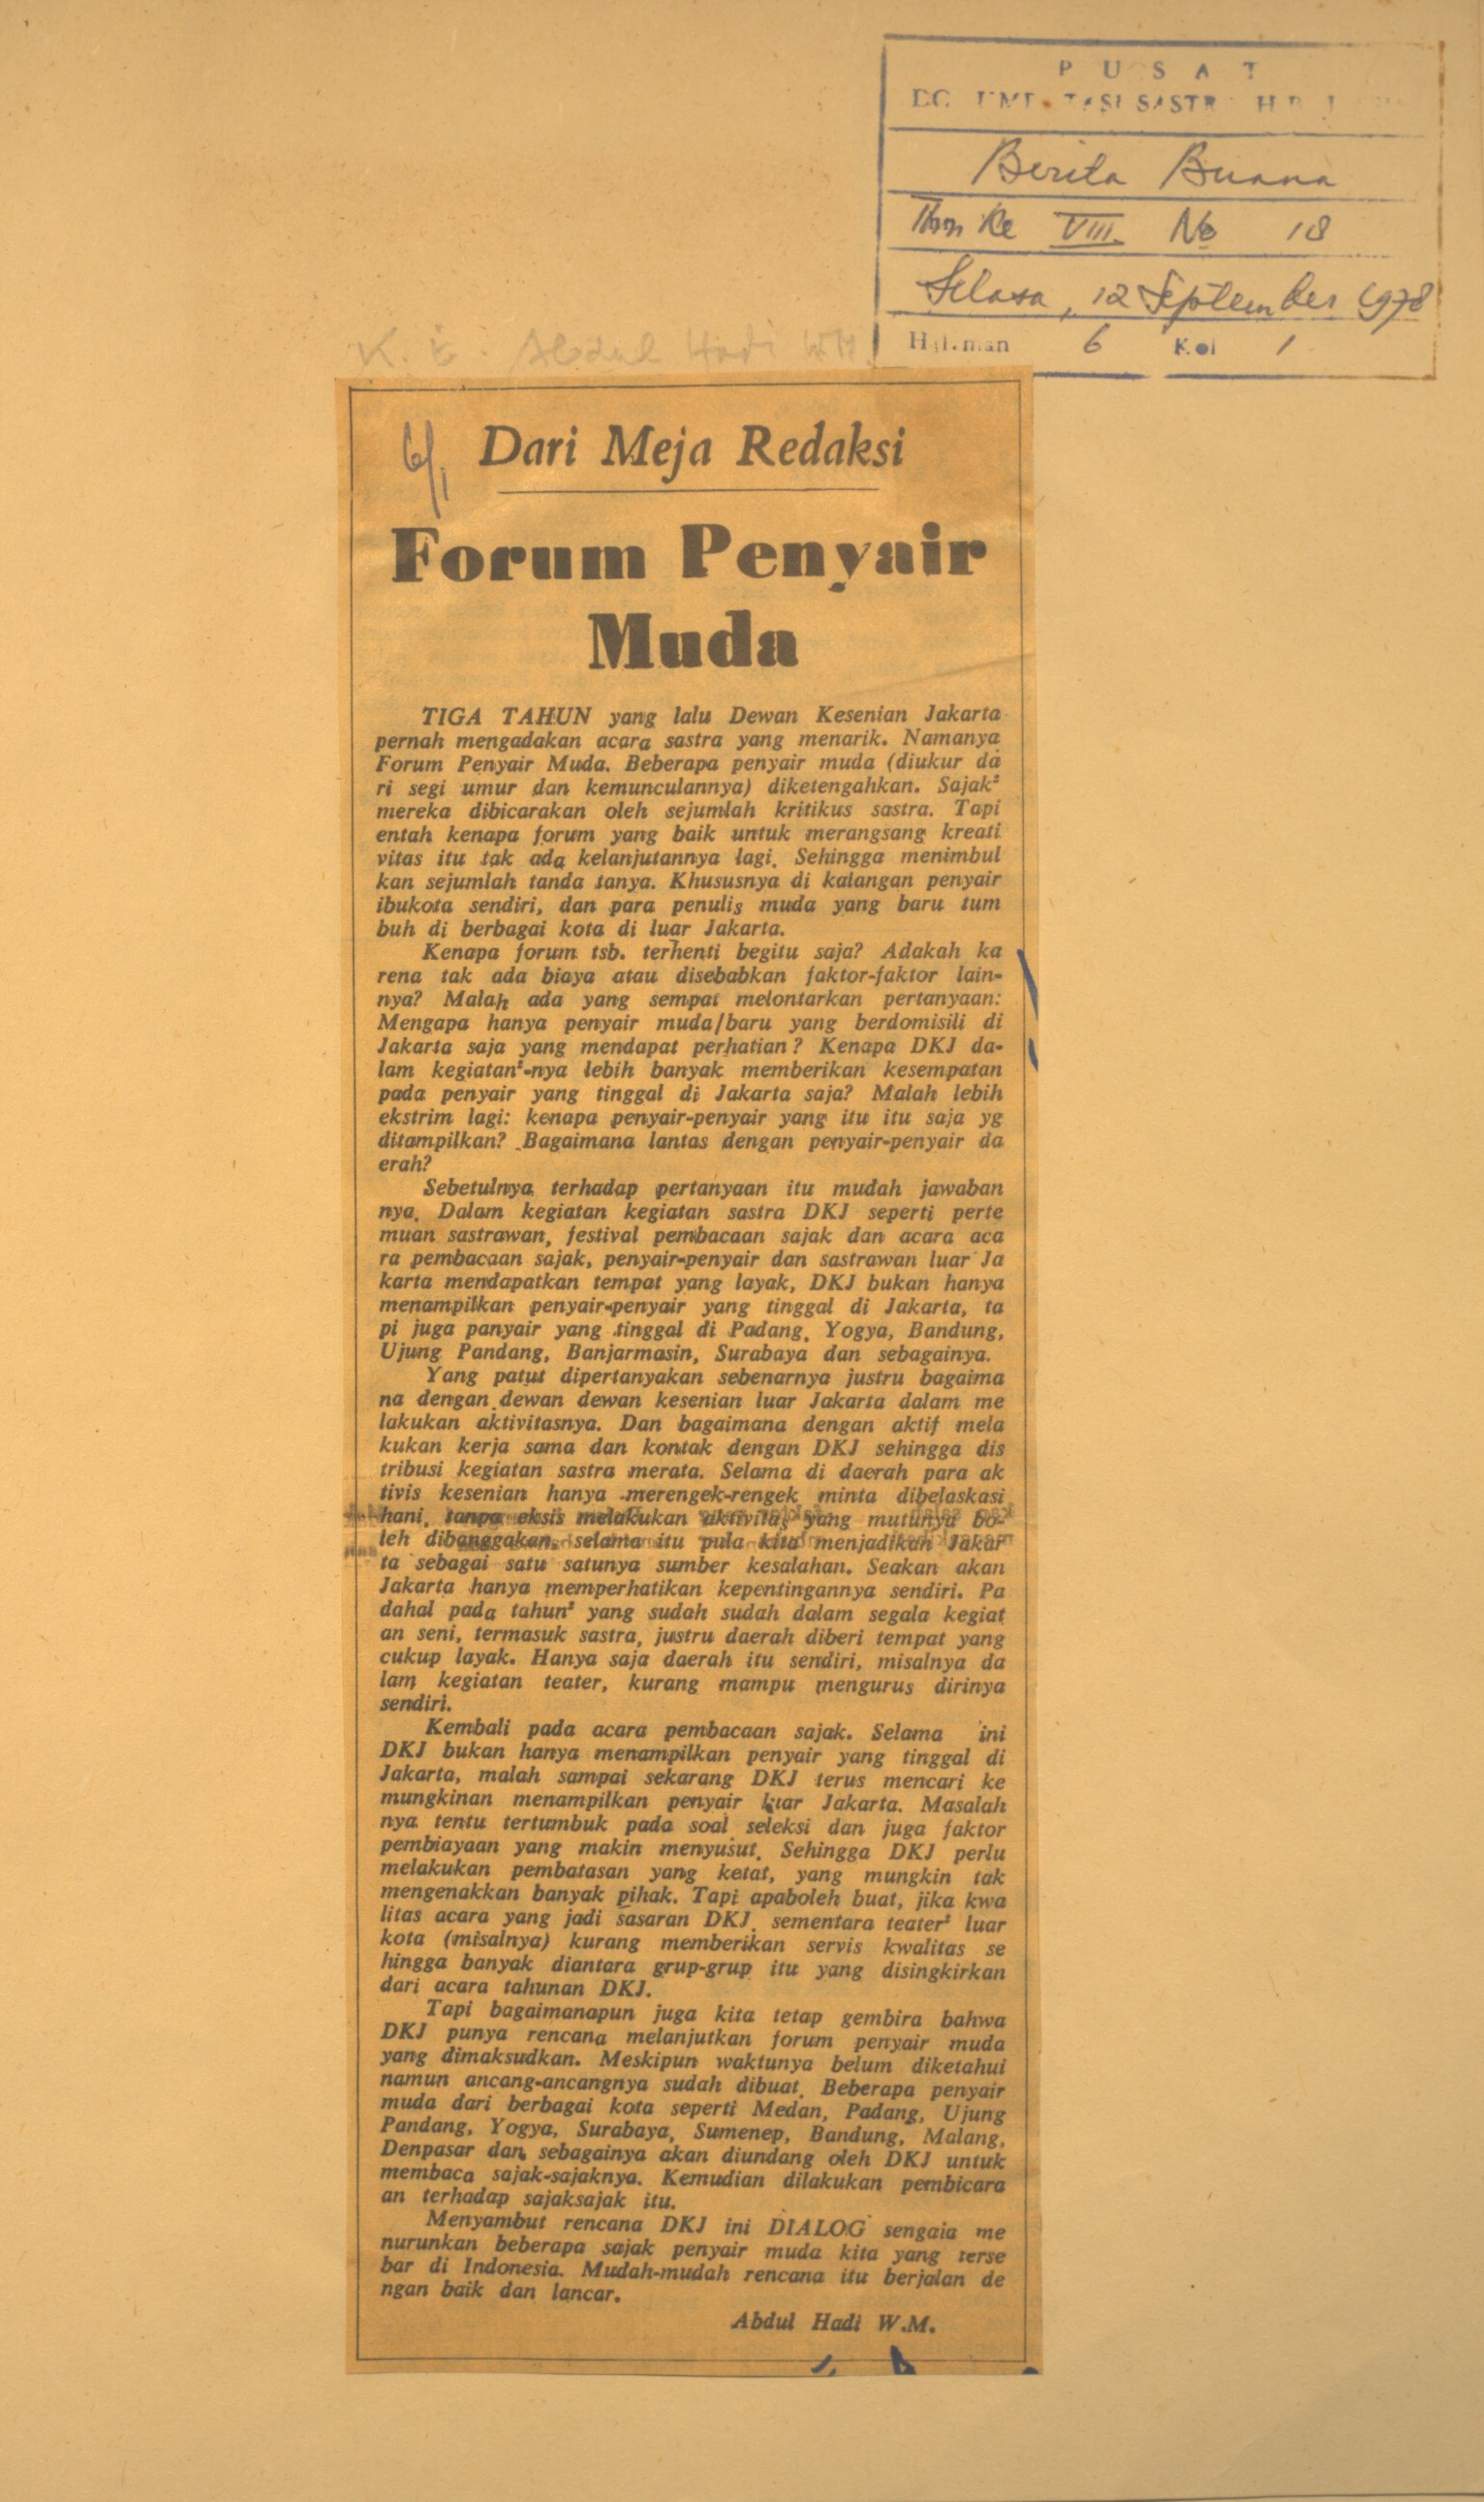 P U S A T
Berita Buana
Thn Ke VIII. No 18
Selasa, 12 September 1978
Halaman 6 Kol 1
K. E. Abdul Hadi WM.
6/1
Dari Meja Redaksi
Forum Penyair
Muda
TIGA TAHUN yang lalu Dewan Kesenian Jakarta
pernah mengadakan acara sastra yang menarik. Namanya
Forum Penyair Muda. Beberapa penyair muda (diukur da
ri segi umur dan kemunculannya) diketengahkan. Sajak²
mereka dibicarakan oleh sejumlah kritikus sastra. Tapi
entah kenapa forum yang baik untuk merangsang kreati
vitas itu tak ada kelanjutannya lagi. Sehingga menimbul
kan sejumlah tanda tanya. Khususnya di kalangan penyair
ibukota sendiri, dan para penulis muda yang baru tum
buh di berbagai kota di luar Jakarta.
Kenapa forum tsb. terhenti begitu saja? Adakah ka
rena tak ada biaya atau disebabkan faktor-faktor lain-
nya? Malah ada yang sempat melontarkan pertanyaan:
Mengapa hanya penyair muda/baru yang berdomisili di
Jakarta saja yang mendapat perhatian? Kenapa DKJ da-
lam kegiatan²-nya lebih banyak memberikan kesempatan
pada penyair yang tinggal di Jakarta saja? Malah lebih
ekstrim lagi: kenapa penyair-penyair yang itu itu saja yg
ditampilkan? Bagaimana lantas dengan penyair-penyair da
erah?
Sebetulnya terhadap pertanyaan itu mudah jawaban
nya. Dalam kegiatan kegiatan sastra DKJ seperti perte
muan sastrawan, festival pembacaan sajak dan acara aca
ra pembacaan sajak, penyair-penyair dan sastrawan luar Ja
karta mendapatkan tempat yang layak, DKJ bukan hanya
menampilkan penyair-penyair yang tinggal di Jakarta, ta
pi juga panyair yang tinggal di Padang, Yogya, Bandung,
Ujung Pandang, Banjarmasin, Surabaya dan sebagainya.
Yang patut dipertanyakan sebenarnya justru bagaima
na dengan dewan dewan kesenian luar Jakarta dalam me
lakukan aktivitasnya. Dan bagaimana dengan aktif mela
kukan kerja sama dan kontak dengan DKJ sehingga dis
tribusi kegiatan sastra merata. Selama di daerah para ak
tivis kesenian hanya merengek-rengek minta dibelaskasi
hani, tanpa eksis melakukan aktivitas yang mutunya bo-
leh dibanggakan, selama itu pula kita menjadikan Jakar
ta sebagai satu satunya sumber kesalahan. Seakan akan
Jakarta hanya memperhatikan kepentingannya sendiri. Pa
dahal pada tahun² yang sudah sudah dalam segala kegiat
an seni, termasuk sastra, justru daerah diberi tempat yang
cukup layak. Hanya saja daerah itu sendiri, misalnya da
lam kegiatan teater, kurang mampu mengurus dirinya
sendiri.
Kembali pada acara pembacaan sajak. Selama ini
DKJ bukan hanya menampilkan penyair yang tinggal di
Jakarta, malah sampai sekarang DKJ terus mencari ke
mungkinan menampilkan penyair luar Jakarta. Masalah
nya tentu tertumbuk pada soal seleksi dan juga faktor
pembiayaan yang makin menyusut. Sehingga DKJ perlu
melakukan pembatasan yang ketat, yang mungkin tak
mengenakkan banyak pihak. Tapi apaboleh buat, jika kwa
litas acara yang jadi sasaran DKJ, sementara teater² luar
kota (misalnya) kurang memberikan servis kwalitas se
hingga banyak diantara grup-grup itu yang disingkirkan
dari acara tahunan DKJ.
Tapi bagaimanapun juga kita tetap gembira bahwa
DKJ punya rencana melanjutkan forum penyair muda
yang dimaksudkan. Meskipun waktunya belum diketahui
namun ancang-ancangnya sudah dibuat. Beberapa penyair
muda dari berbagai kota seperti Medan, Padang, Ujung
Pandang, Yogya, Surabaya, Sumenep, Bandung, Malang,
Denpasar dan sebagainya akan diundang oleh DKJ untuk
membaca sajak-sajaknya. Kemudian dilakukan pembicara
an terhadap sajaksajak itu.
Menyambut rencana DKJ ini DIALOG sengaia me
nurunkan beberapa sajak penyair muda kita yang terse
bar di Indonesia. Mudah-mudah rencana itu berjalan de
ngan baik dan lancar.
Abdul Hadi W.M.